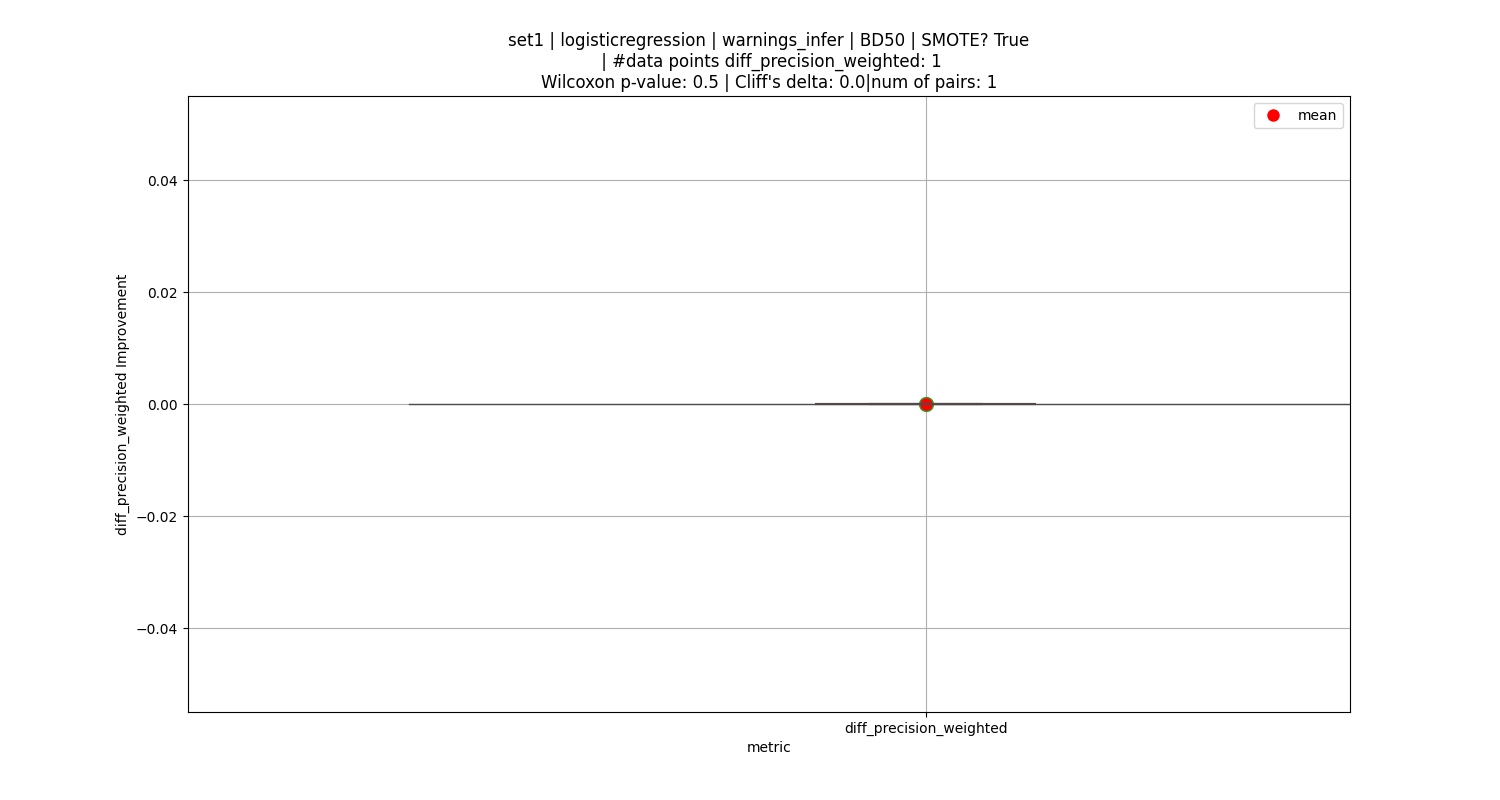 set1 | logisticregression | warnings_infer | BD50 | SMOTE? True
| #data points diff_precision_weighted: 1
Wilcoxon p-value: 0.5 | Cliff's delta: 0.0|num of pairs: 1
mean
0.04
0.02
0.00
−0.02
−0.04
diff_precision_weighted Improvement
diff_precision_weighted
metric